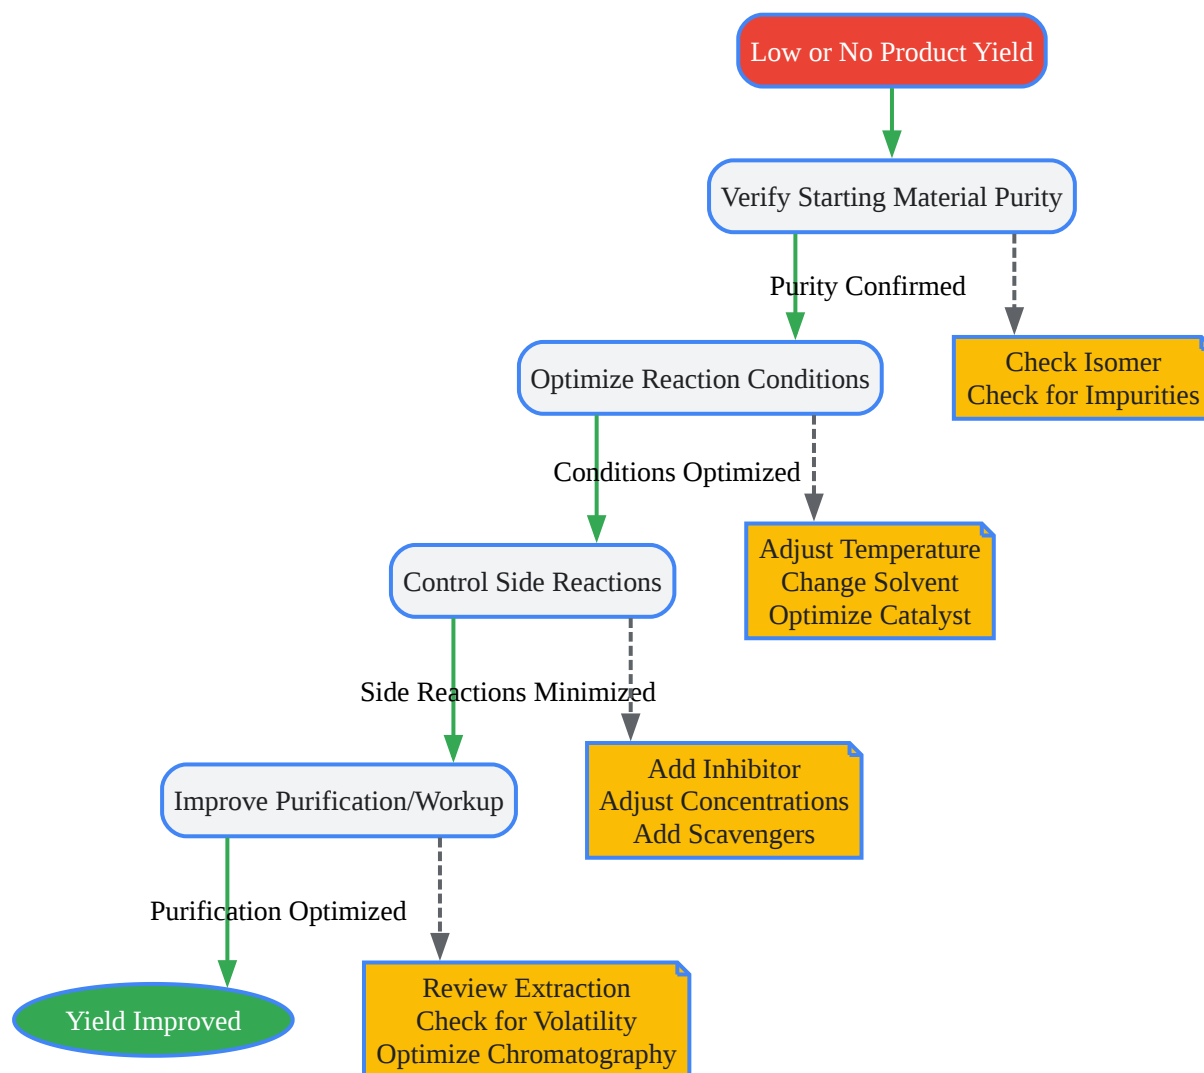 Low or No Product Yield
Verify Starting Material Purity
Purity Confirmed
Check Isomer
Check for Impurities
Optimize Reaction Conditions
Conditions Optimized
Adjust Temperature
Change Solvent
Optimize Catalyst
Control Side Reactions
Side Reactions Minimized
Add Inhibitor
Adjust Concentrations
Add Scavengers
Improve Purification/Workup
Purification Optimized
Review Extraction
Check for Volatility
Optimize Chromatography
Yield Improved